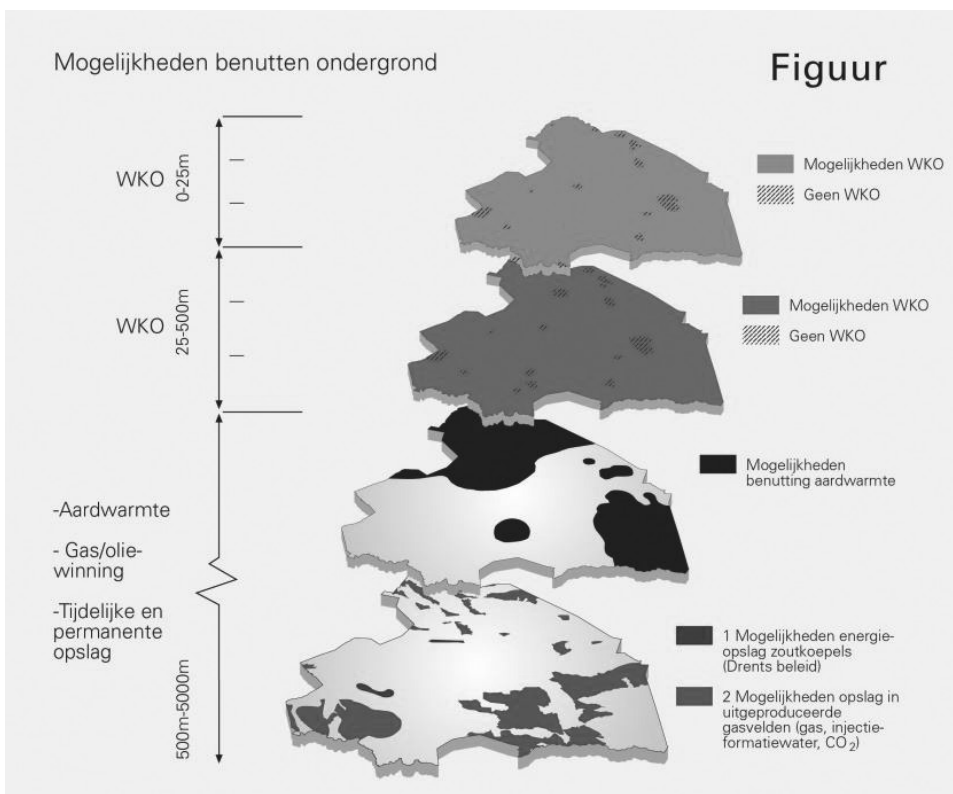 Mogelijkheden benutten ondergrond
Figuur
WKO
0-25m
Mogelijkheden WKO
Geen WKO
WKO
25-500m
Mogelijkheden WKO
Geen WKO
Mogelijkheden
benutting aardwarmte
-Aardwarmte
- Gas/olie-
winning
-Tijdelijke en
permanente
opslag
500m-5000m
1 Mogelijkheden energie-
opslag zoutkoepels
(Drents beleid)
2 Mogelijkheden opslag in
uitgeproduceerde
gasvelden (gas, injectie-
formatiewater, CO2)